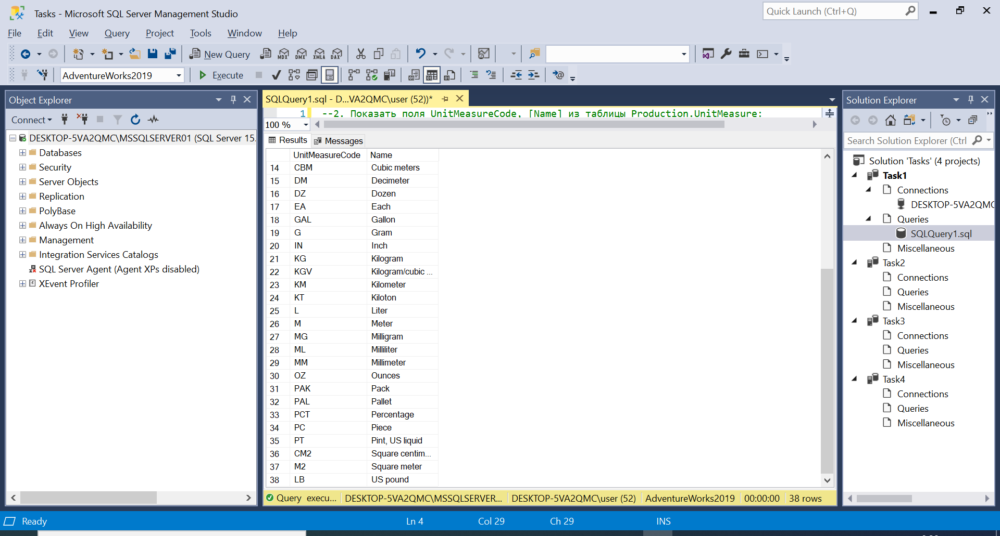 Tasks - Microsoft SQL Server Management Studio
Quick Launch (Ctrl+Q)
File Edit View Query Project Tools Window Help
New Query MDX DMX XMLA DAX
AdventureWorks2019 Execute
Object Explorer
Connect
DESKTOP-5VA2QMC\MSSQLSERVER01 (SQL Server 15.
Databases
Security
Server Objects
Replication
PolyBase
Always On High Availability
Management
Integration Services Catalogs
SQL Server Agent (Agent XPs disabled)
XEvent Profiler
SQLQuery1.sql - D...VA2QMC\user (52))*
1 --2. Показать поля UnitMeasureCode, [Name] из таблицы Production.UnitMeasure:
100 %
Results Messages
UnitMeasureCode Name
14 CBM Cubic meters
15 DM Decimeter
16 DZ Dozen
17 EA Each
18 GAL Gallon
19 G Gram
20 IN Inch
21 KG Kilogram
22 KGV Kilogram/cubic ...
23 KM Kilometer
24 KT Kiloton
25 L Liter
26 M Meter
27 MG Milligram
28 ML Milliliter
29 MM Millimeter
30 OZ Ounces
31 PAK Pack
32 PAL Pallet
33 PCT Percentage
34 PC Piece
35 PT Pint, US liquid
36 CM2 Square centim...
37 M2 Square meter
38 LB US pound
Query execu... DESKTOP-5VA2QMC\MSSQLSERVER... DESKTOP-5VA2QMC\user (52) AdventureWorks2019 00:00:00 38 rows
Solution Explorer
Search Solution Explorer (Ctrl
Solution 'Tasks' (4 projects)
Task1
Connections
DESKTOP-5VA2QMC
Queries
SQLQuery1.sql
Miscellaneous
Task2
Connections
Queries
Miscellaneous
Task3
Connections
Queries
Miscellaneous
Task4
Connections
Queries
Miscellaneous
Ready Ln 4 Col 29 Ch 29 INS